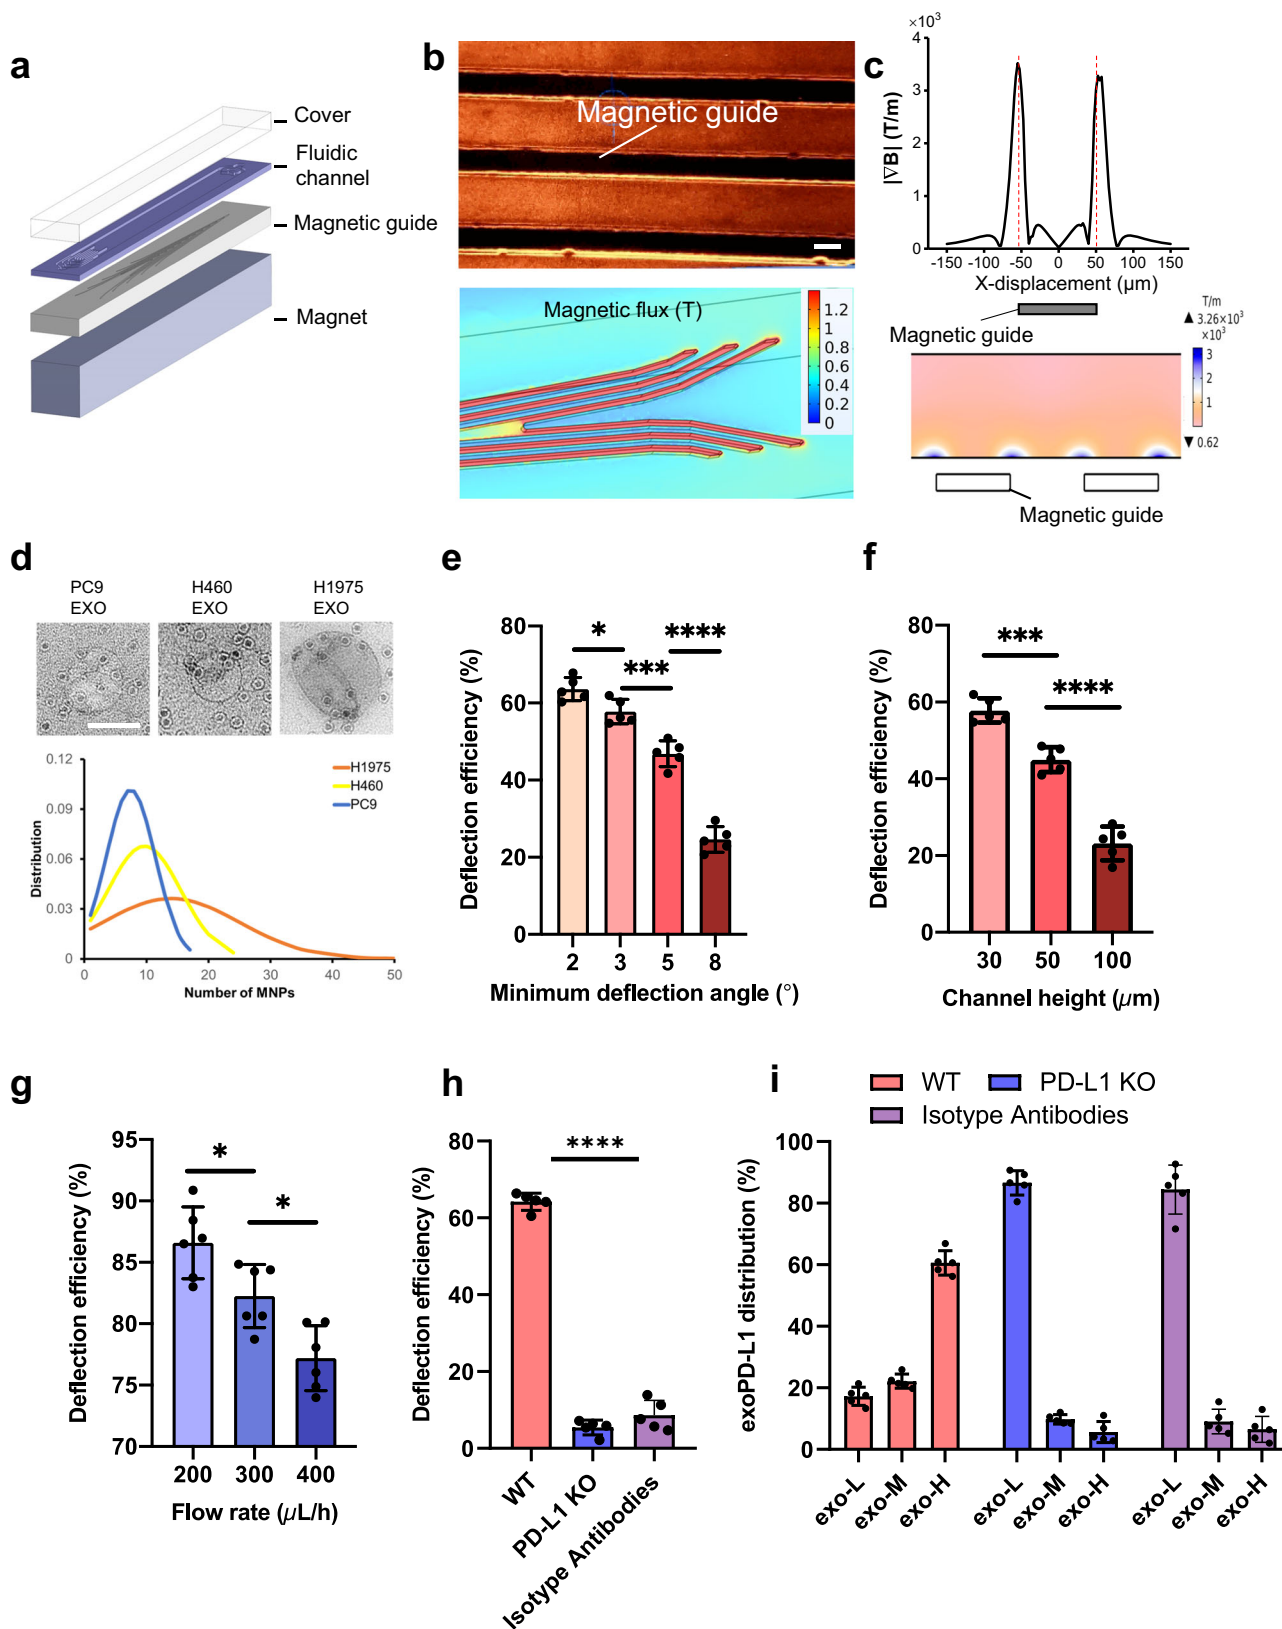 a
Cover
Fluidic
channel
Magnetic guide
Magnet
b
Magnetic guide
Magnetic flux (T)
1.2
1
0.8
0.6
0.4
0.2
0
c
×10³
4
3
2
1
0
|∇B| (T/m)
-150 -100 -50 0 50 100 150
X-displacement (µm)
Magnetic guide
T/m
▲ 3.26×10³
×10³
3
2
1
▼ 0.62
Magnetic guide
d
PC9
EXO
H460
EXO
H1975
EXO
0.12
0.09
0.06
0.03
0
Distribution
H1975
H460
PC9
0 10 20 30 40 50
Number of MNPs
e
80
60
40
20
0
Deflection efficiency (%)
* *** ****
2 3 5 8
Minimum deflection angle (°)
f
80
60
40
20
0
Deflection efficiency (%)
***
****
30 50 100
Channel height (µm)
g
95
90
85
80
75
70
Deflection efficiency (%)
*
*
200 300 400
Flow rate (µL/h)
h
80
60
40
20
0
Deflection efficiency (%)
****
WT
PD-L1 KO
Isotype Antibodies
i
WT PD-L1 KO
Isotype Antibodies
100
80
60
40
20
0
exoPD-L1 distribution (%)
exo-L exo-M exo-H exo-L exo-M exo-H exo-L exo-M exo-H